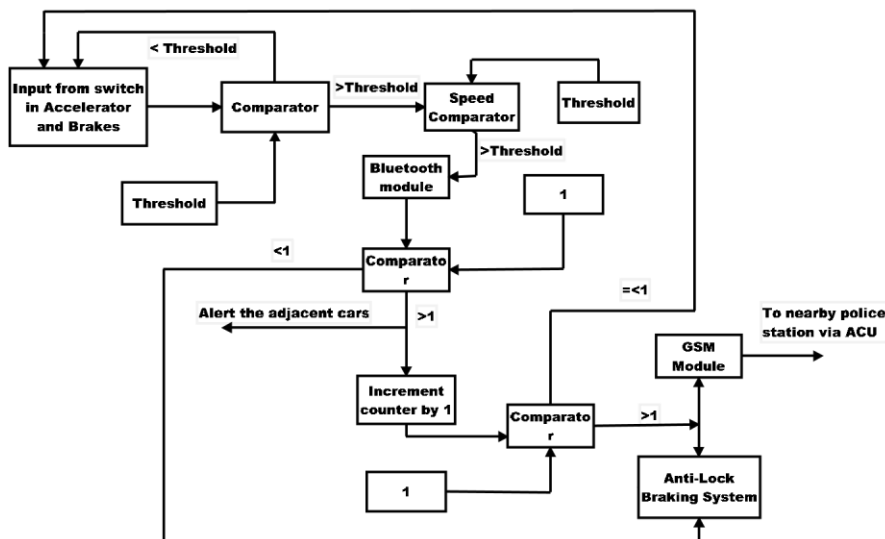 < Threshold
Input from switch
in Accelerator
and Brakes
Comparator
>Threshold
Speed
Comparator
Threshold
>Threshold
Bluetooth
module
Threshold
1
<1
Comparato
r
=<1
Alert the adjacent cars
>1
To nearby police
station via ACU
GSM
Module
Increment
counter by 1
Comparato
r
>1
1
Anti-Lock
Braking System